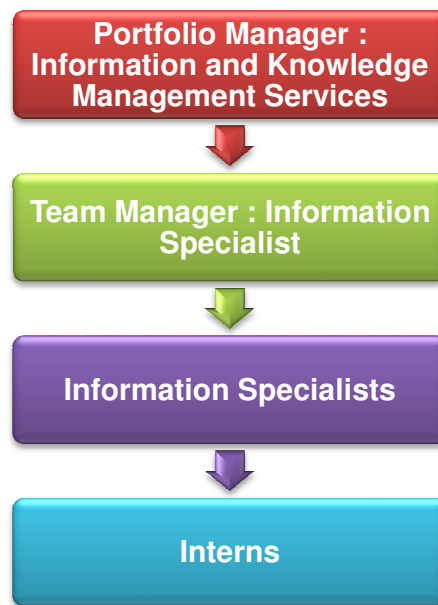 Portfolio Manager :
Information and Knowledge
Management Services
Team Manager : Information
Specialist
Information Specialists
Interns